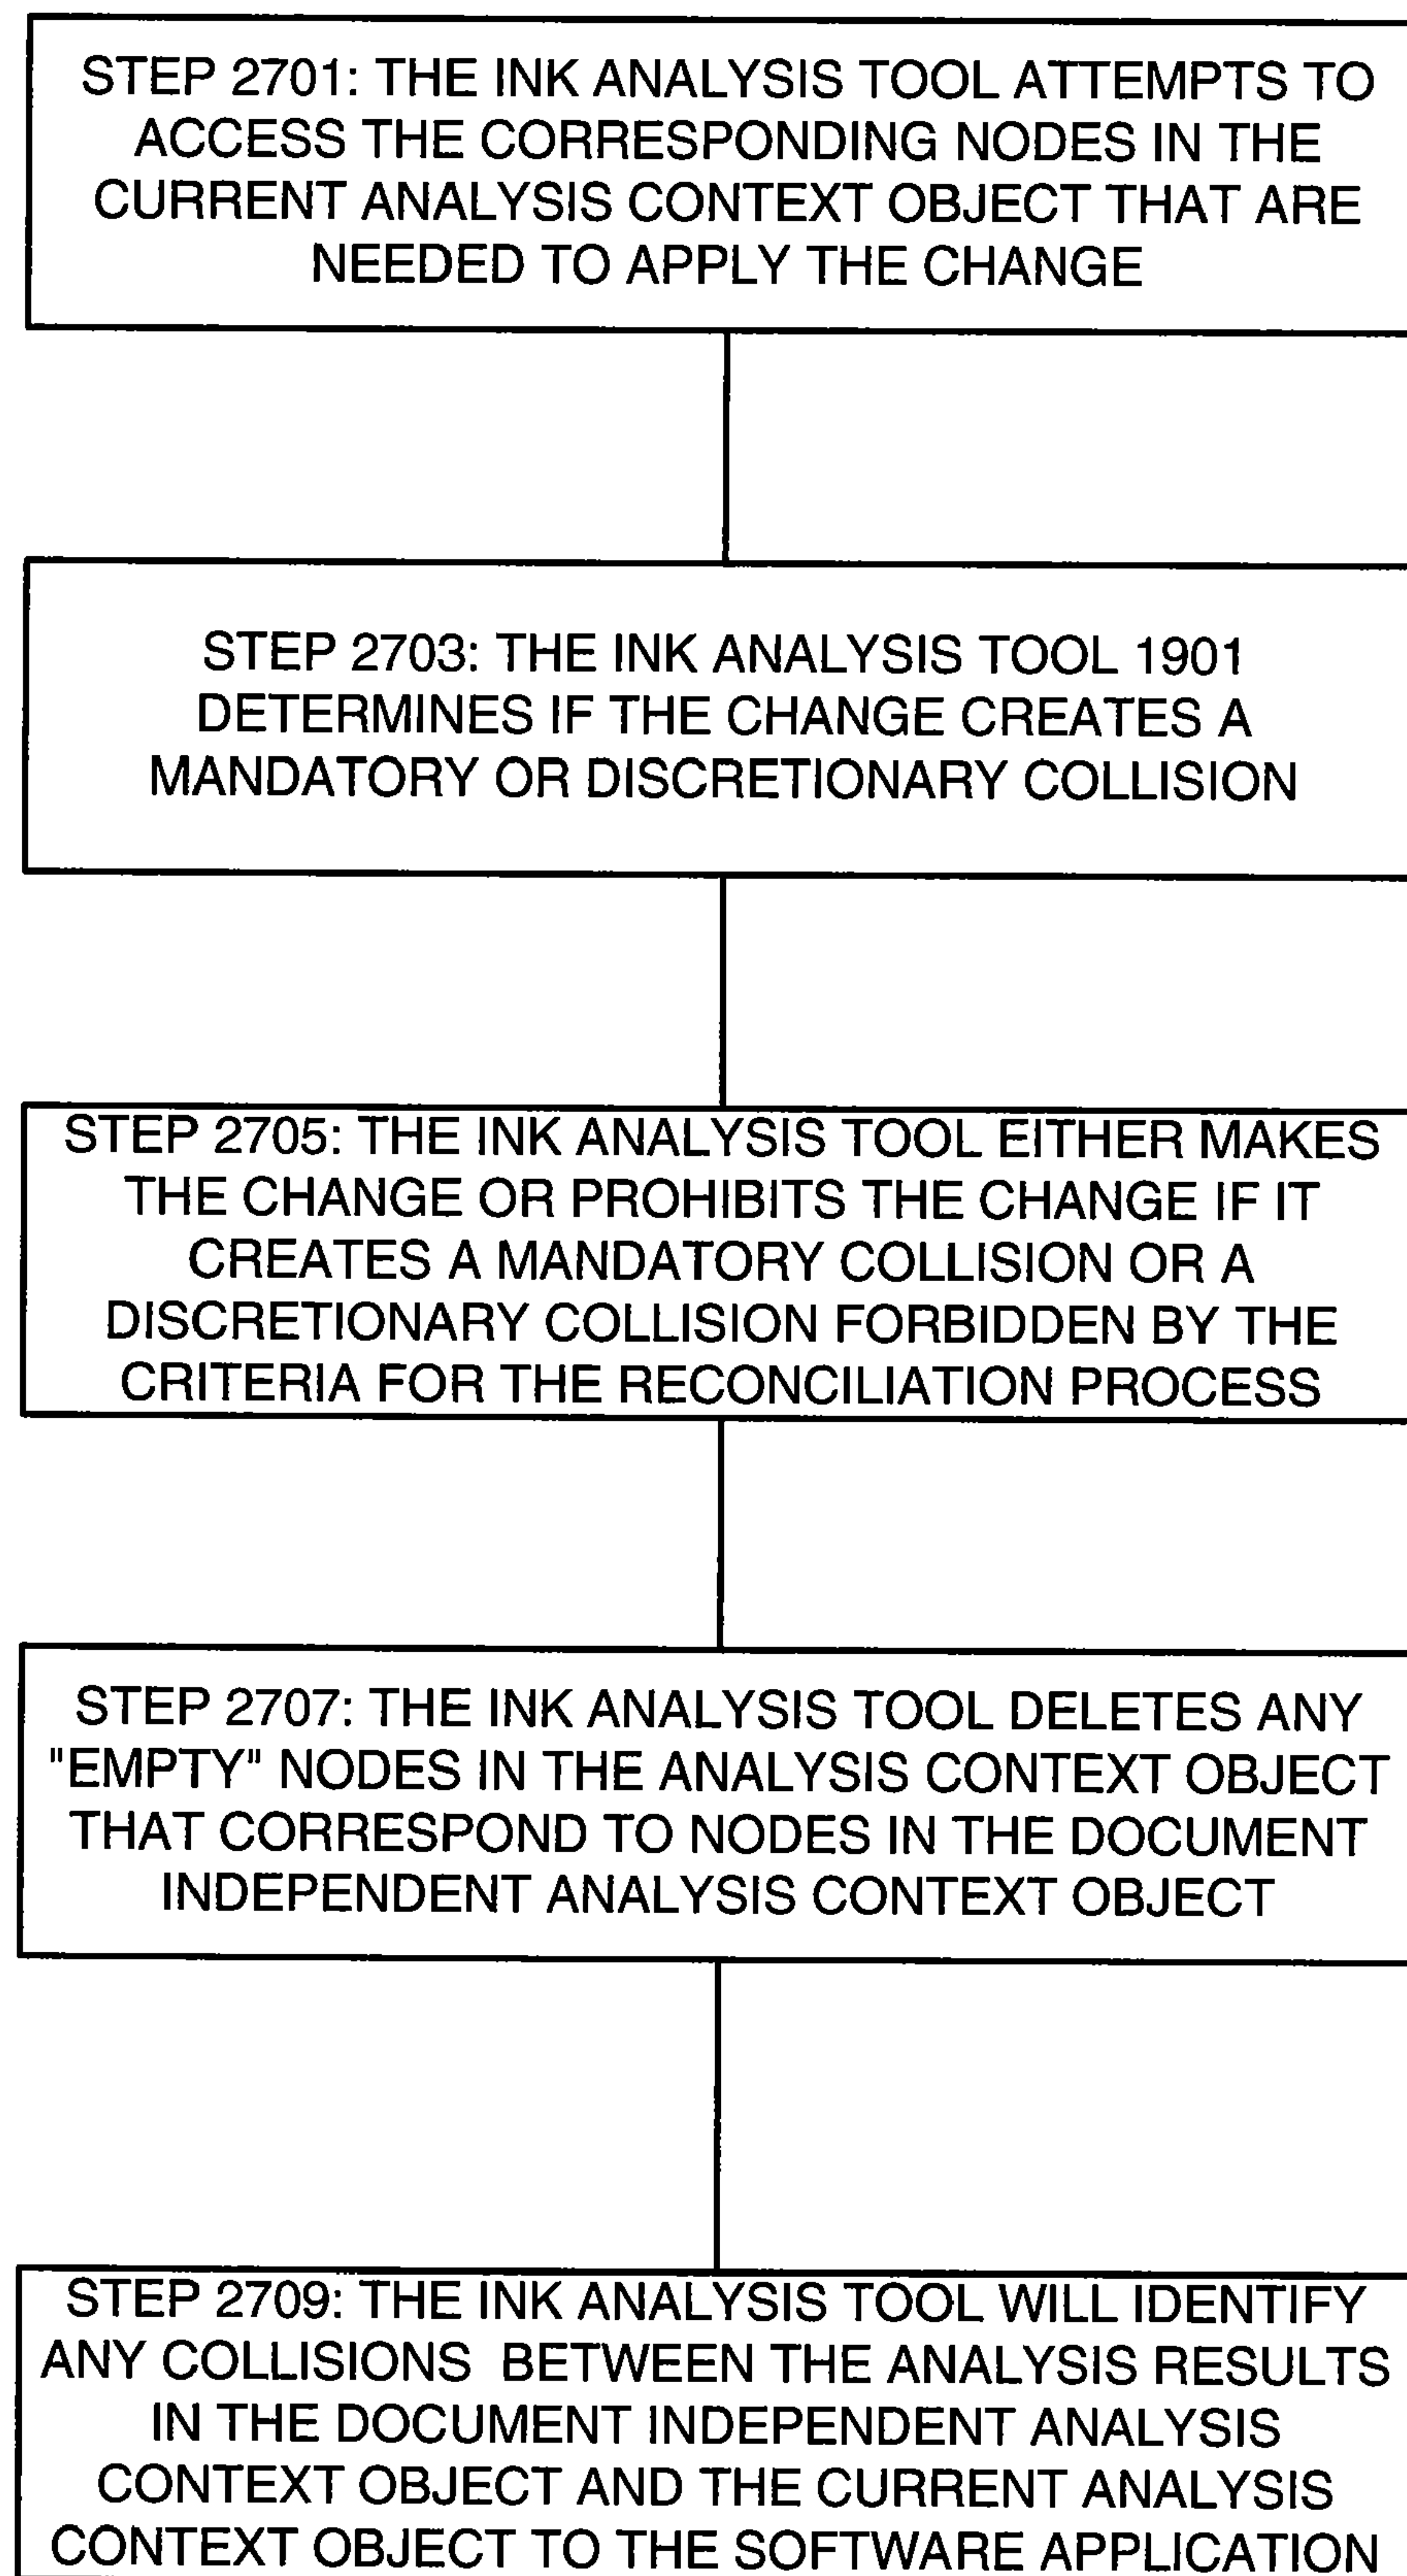 STEP 2701: THE INK ANALYSIS TOOL ATTEMPTS TO
ACCESS THE CORRESPONDING NODES IN THE
CURRENT ANALYSIS CONTEXT OBJECT THAT ARE
NEEDED TO APPLY THE CHANGE
STEP 2703: THE INK ANALYSIS TOOL 1901
DETERMINES IF THE CHANGE CREATES A
MANDATORY OR DISCRETIONARY COLLISION
STEP 2705: THE INK ANALYSIS TOOL EITHER MAKES
THE CHANGE OR PROHIBITS THE CHANGE IF IT
CREATES A MANDATORY COLLISION OR A
DISCRETIONARY COLLISION FORBIDDEN BY THE
CRITERIA FOR THE RECONCILIATION PROCESS
STEP 2707: THE INK ANALYSIS TOOL DELETES ANY
"EMPTY" NODES IN THE ANALYSIS CONTEXT OBJECT
THAT CORRESPOND TO NODES IN THE DOCUMENT
INDEPENDENT ANALYSIS CONTEXT OBJECT
STEP 2709: THE INK ANALYSIS TOOL WILL IDENTIFY
ANY COLLISIONS BETWEEN THE ANALYSIS RESULTS
IN THE DOCUMENT INDEPENDENT ANALYSIS
CONTEXT OBJECT AND THE CURRENT ANALYSIS
CONTEXT OBJECT TO THE SOFTWARE APPLICATION